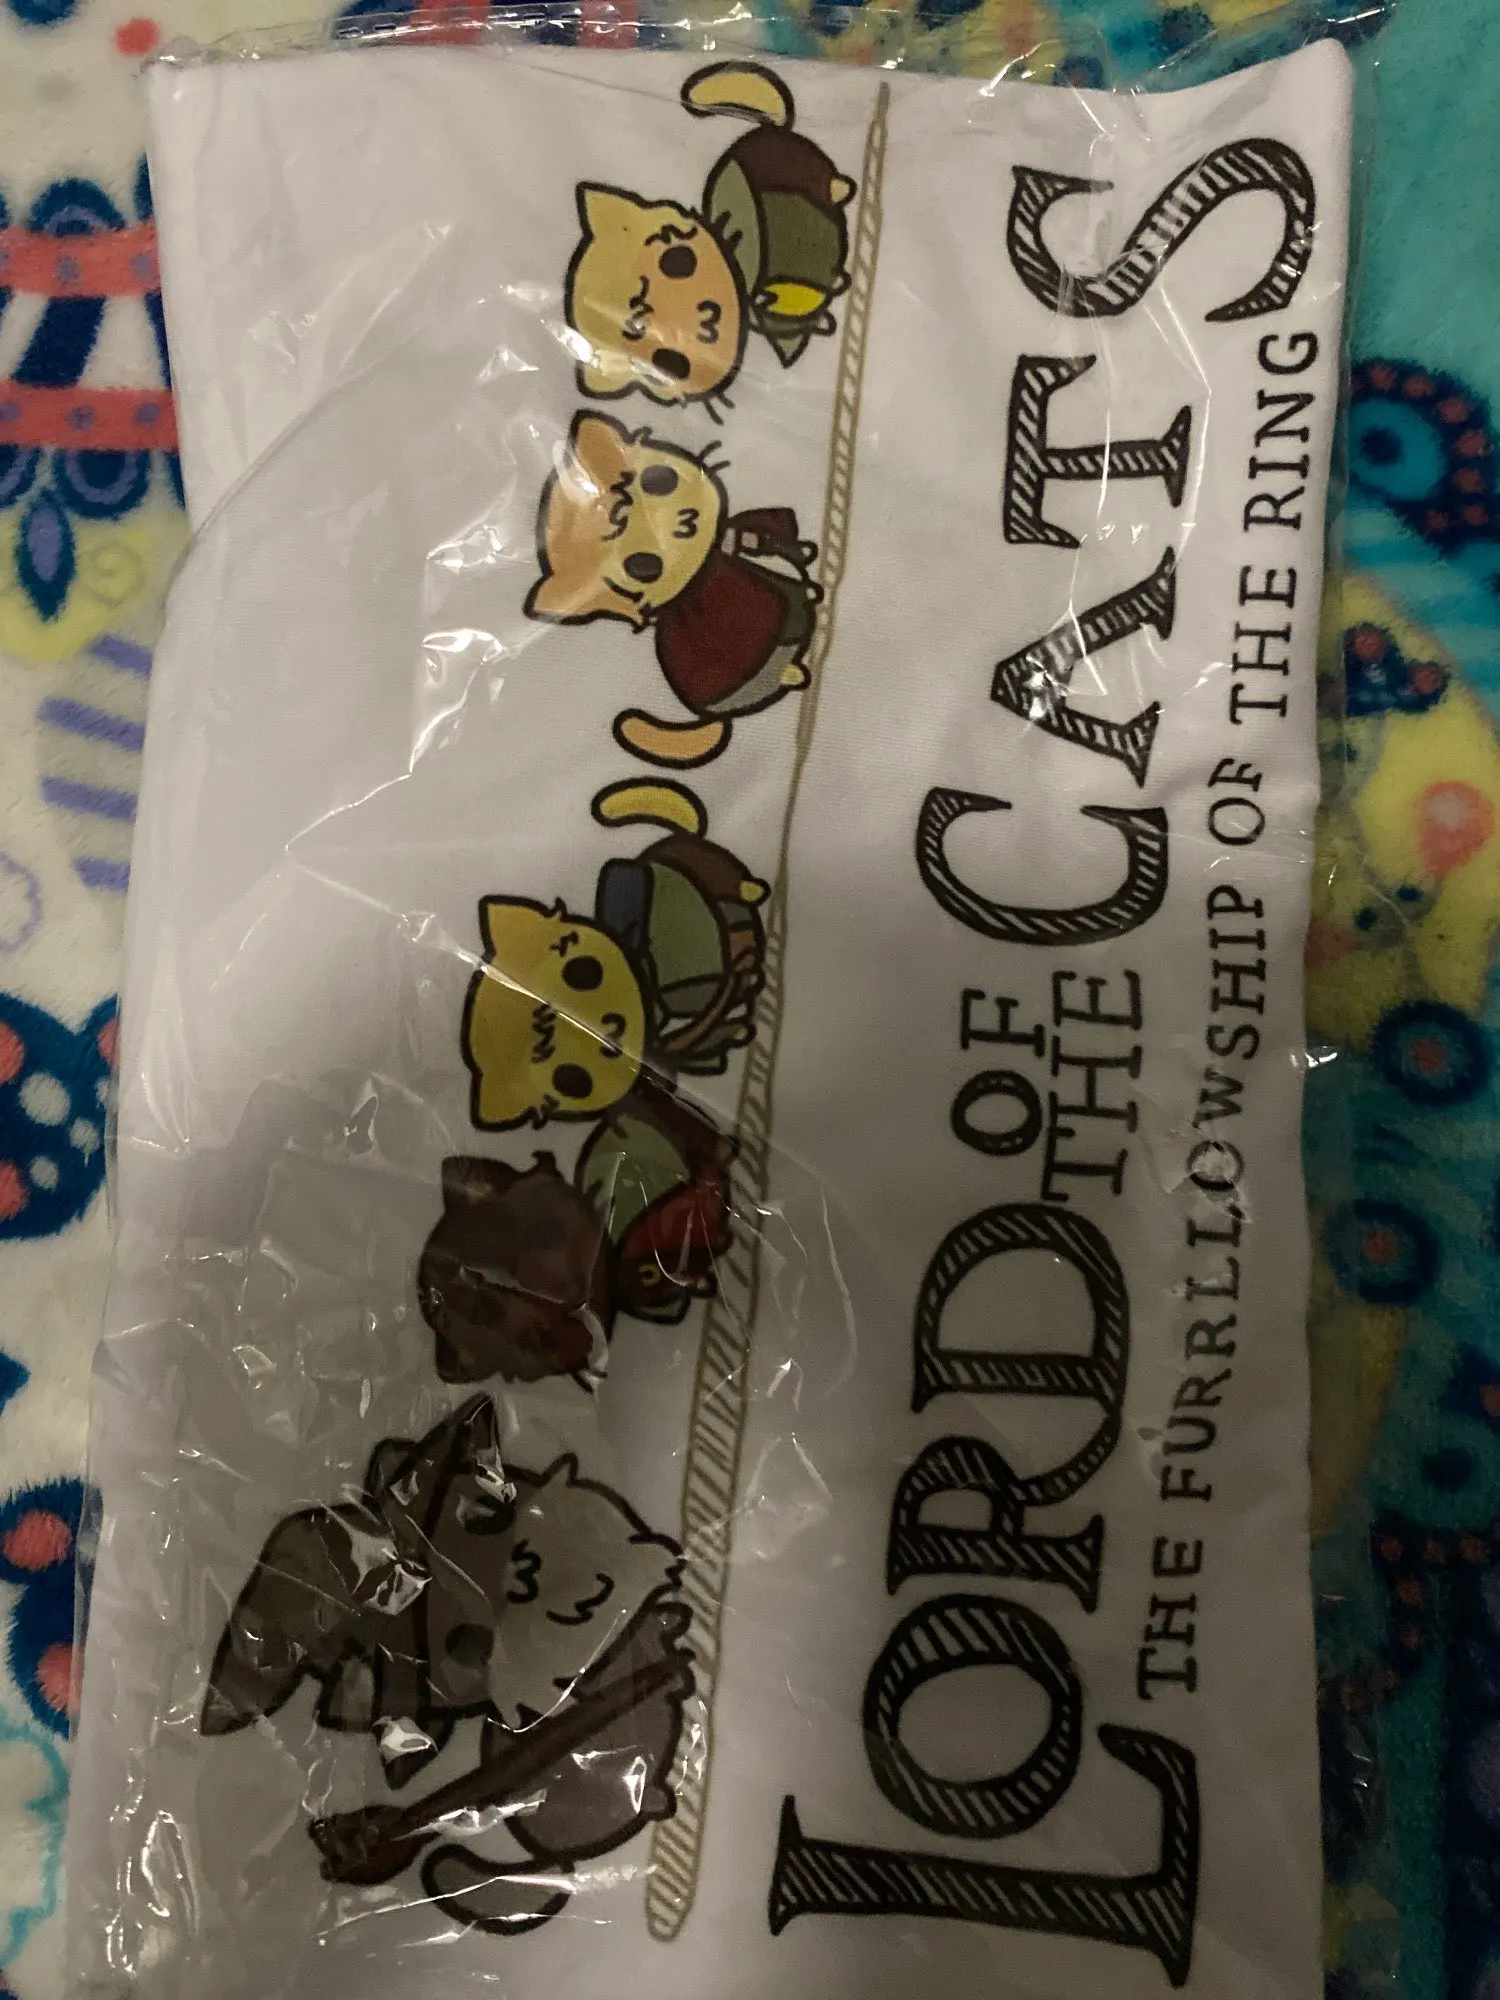 LORD OF THE CATS
THE FURRLLOWSHIP OF THE RING